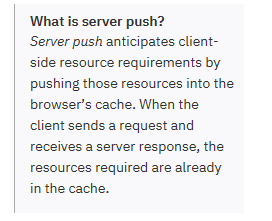 What is server push?
Server push anticipates client-
side resource requirements by
pushing those resources into the
browser’s cache. When the
client sends a request and
receives a server response, the
resources required are already
in the cache.